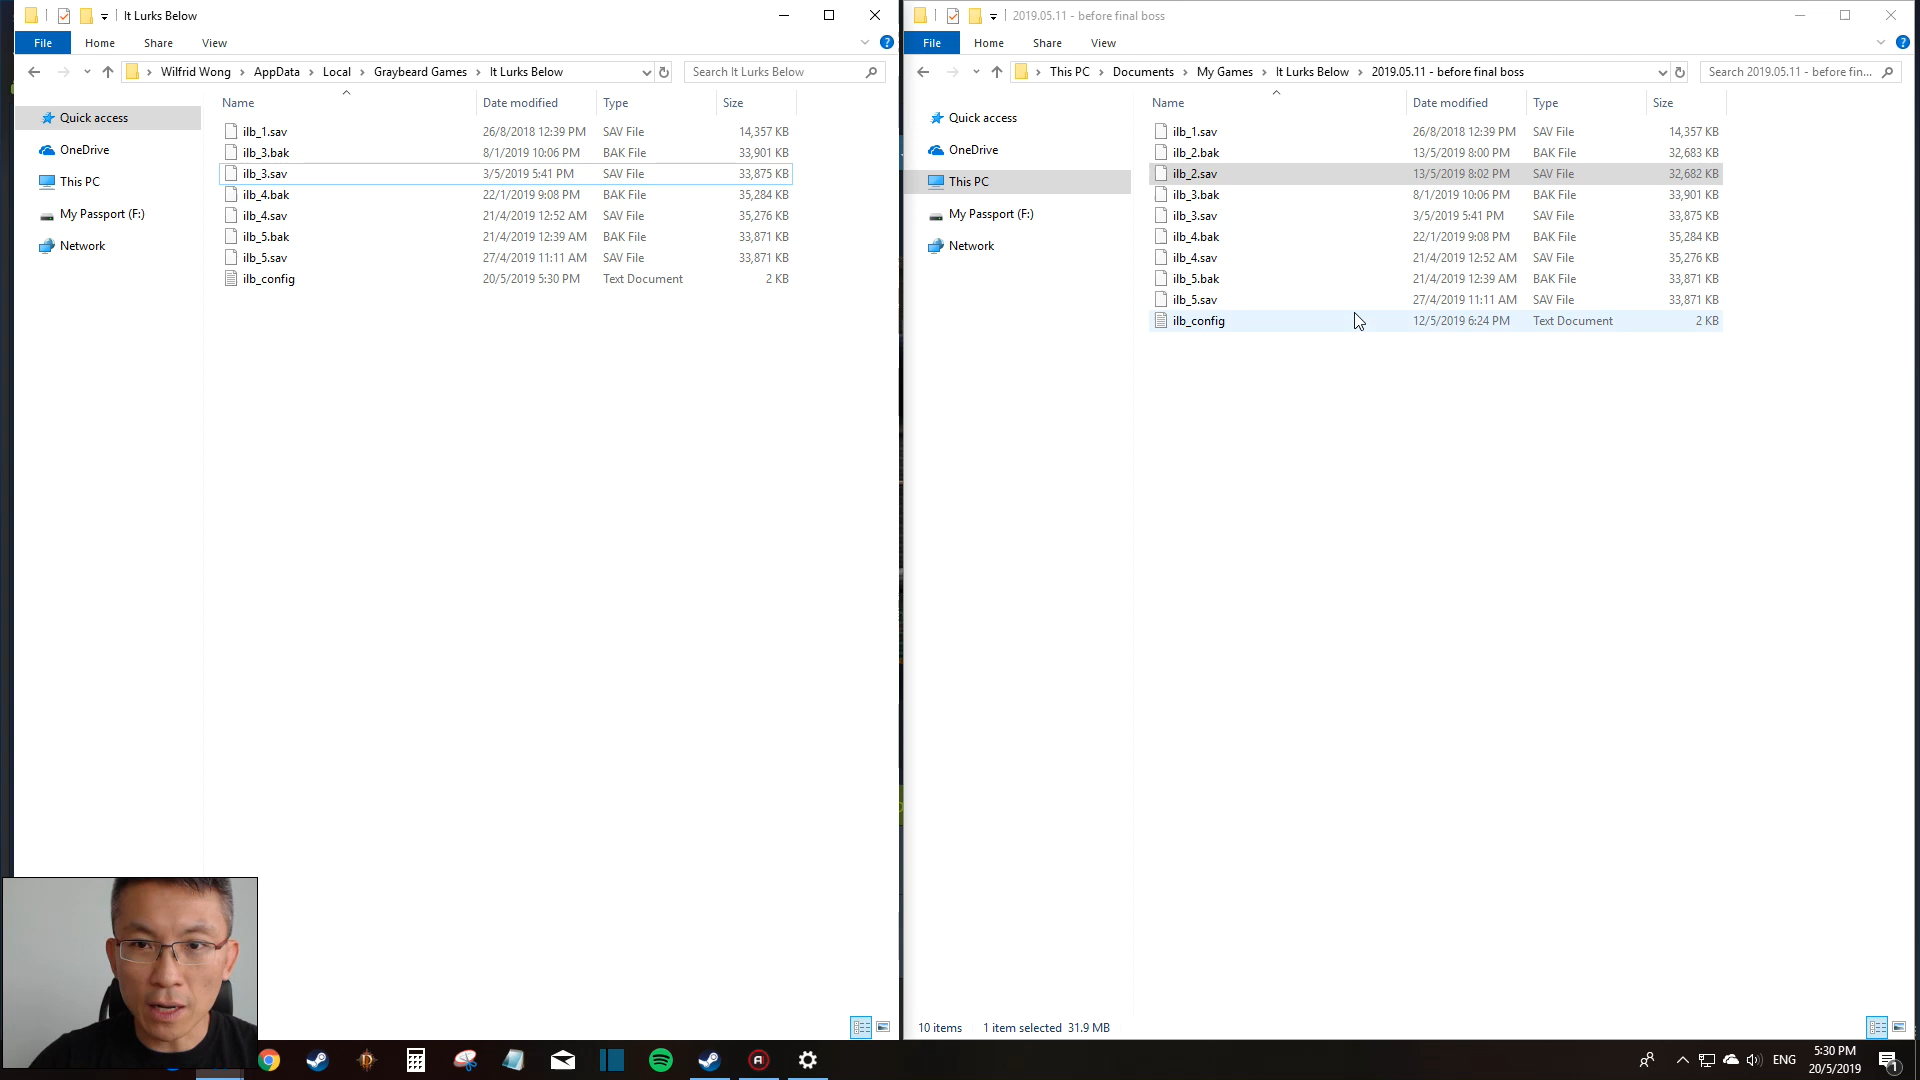 It Lurks Below
File Home Share View
Wilfrid Wong AppData Local Graybeard Games It Lurks Below
Search It Lurks Below
Quick access
OneDrive
This PC
My Passport (F:)
Network
Name Date modified Type Size
ilb_1.sav 26/8/2018 12:39 PM SAV File 14,357 KB
ilb_3.bak 8/1/2019 10:06 PM BAK File 33,901 KB
ilb_3.sav 3/5/2019 5:41 PM SAV File 33,875 KB
ilb_4.bak 22/1/2019 9:08 PM BAK File 35,284 KB
ilb_4.sav 21/4/2019 12:52 AM SAV File 35,276 KB
ilb_5.bak 21/4/2019 12:39 AM BAK File 33,871 KB
ilb_5.sav 27/4/2019 11:11 AM SAV File 33,871 KB
ilb_config 20/5/2019 5:30 PM Text Document 2 KB
2019.05.11 - before final boss
File Home Share View
This PC Documents My Games It Lurks Below 2019.05.11 - before final boss
Search 2019.05.11 - before fin...
Quick access
OneDrive
This PC
My Passport (F:)
Network
Name Date modified Type Size
ilb_1.sav 26/8/2018 12:39 PM SAV File 14,357 KB
ilb_2.bak 13/5/2019 8:00 PM BAK File 32,683 KB
ilb_2.sav 13/5/2019 8:02 PM SAV File 32,682 KB
ilb_3.bak 8/1/2019 10:06 PM BAK File 33,901 KB
ilb_3.sav 3/5/2019 5:41 PM SAV File 33,875 KB
ilb_4.bak 22/1/2019 9:08 PM BAK File 35,284 KB
ilb_4.sav 21/4/2019 12:52 AM SAV File 35,276 KB
ilb_5.bak 21/4/2019 12:39 AM BAK File 33,871 KB
ilb_5.sav 27/4/2019 11:11 AM SAV File 33,871 KB
ilb_config 12/5/2019 6:24 PM Text Document 2 KB
10 items 1 item selected 31.9 MB
ENG
5:30 PM
20/5/2019
1